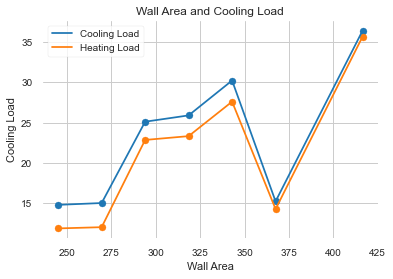 Wall Area and Cooling Load
Cooling Load
Heating Load
Cooling Load
35
30
25
20
15
250 275 300 325 350 375 400 425
Wall Area